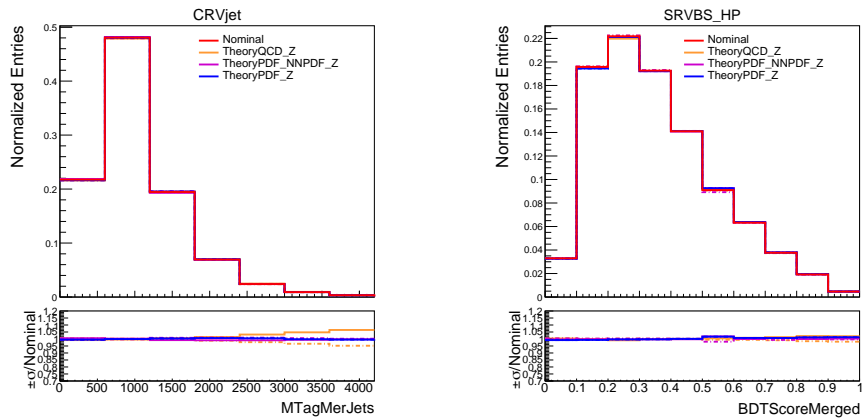 CRVjet
Normalized Entries
0.5
0.4
0.3
0.2
0.1
0
Nominal
TheoryQCD_Z
TheoryPDF_NNPDF_Z
TheoryPDF_Z
±σ/Nominal
1.2
1.15
1.1
1.05
1
0.95
0.9
0.85
0.8
0.75
0.7
0 500 1000 1500 2000 2500 3000 3500 4000
MTagMerJets
SRVBS_HP
Normalized Entries
0.22
0.2
0.18
0.16
0.14
0.12
0.1
0.08
0.06
0.04
0.02
0
Nominal
TheoryQCD_Z
TheoryPDF_NNPDF_Z
TheoryPDF_Z
±σ/Nominal
1.2
1.15
1.1
1.05
1
0.95
0.9
0.85
0.8
0.75
0.7
0 0.1 0.2 0.3 0.4 0.5 0.6 0.7 0.8 0.9 1
BDTScoreMerged